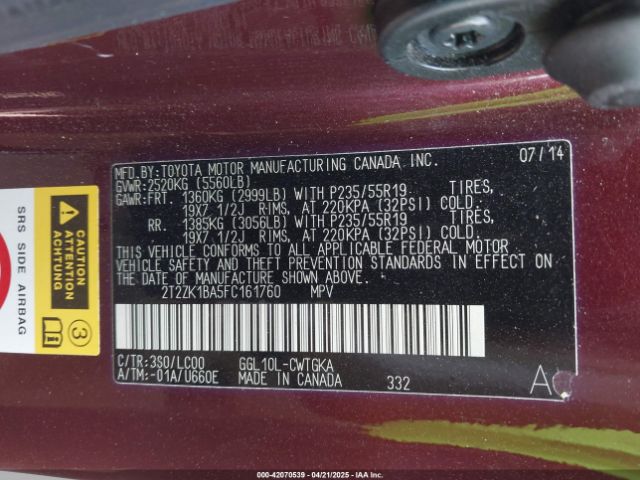 MFD.BY:TOYOTA MOTOR MANUFACTURING CANADA INC. 07/14
GVWR:2520KG (5560LB)
GAWR:FRT. 1360KG (2999LB) WITH P235/55R19 TIRES,
19X7 1/2J RIMS, AT 220KPA (32PSI) COLD.
RR. 1385KG (3056LB) WITH P235/55R19 TIRES,
19X7 1/2J RIMS, AT 220KPA (32PSI) COLD.
THIS VEHICLE CONFORMS TO ALL APPLICABLE FEDERAL MOTOR
VEHICLE SAFETY AND THEFT PREVENTION STANDARDS IN EFFECT ON
THE DATE OF MANUFACTURE SHOWN ABOVE.
2T2ZK1BA5FC161760 MPV
C/TR:3S0/LC00 GGL10L-CWTGKA
A/TM:-01A/U660E MADE IN CANADA 332 A
SRS SIDE AIRBAG
CAUTION
ATTENTION
3
000-42070539 - 04/21/2025 - IAA Inc.